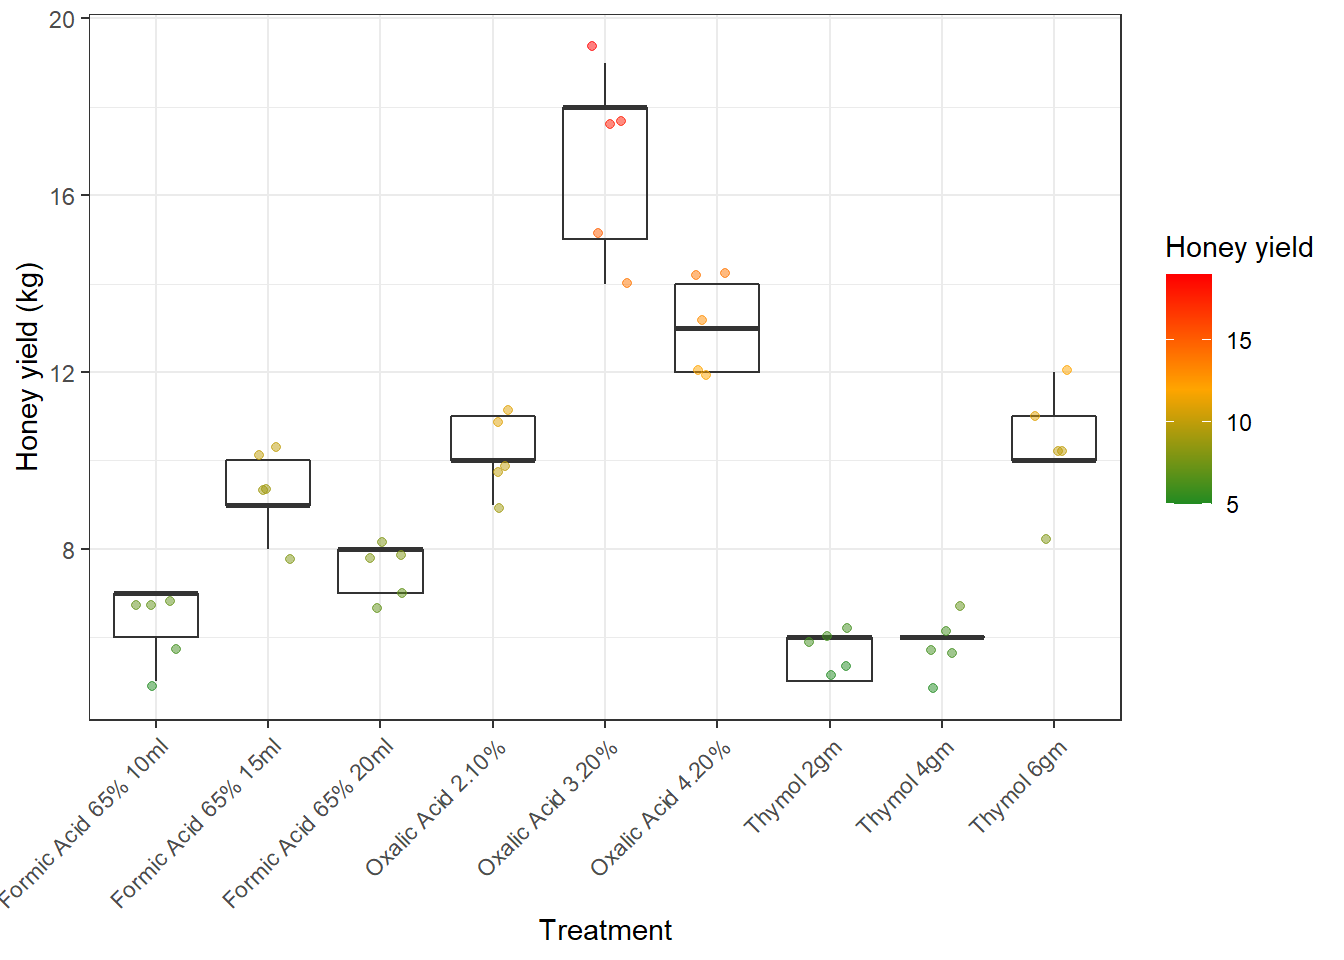 Honey yield (kg)
20
16
12
8
Formic Acid 65% 10ml
Formic Acid 65% 15ml
Formic Acid 65% 20ml
Oxalic Acid 2.10%
Oxalic Acid 3.20%
Oxalic Acid 4.20%
Thymol 2gm
Thymol 4gm
Thymol 6gm
Treatment
Honey yield
15
10
5